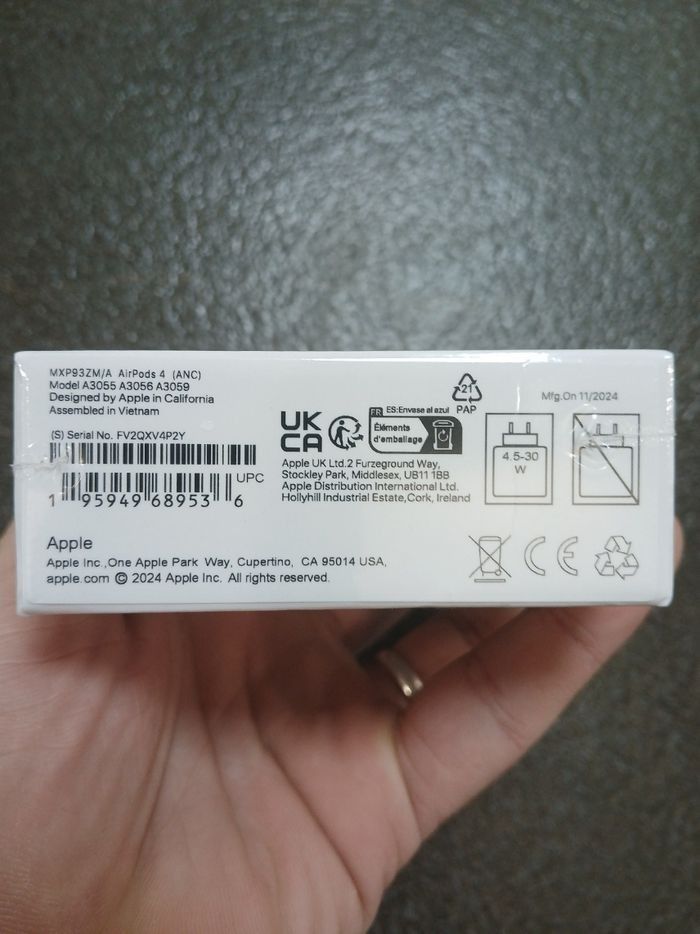 MXP93ZM/A AirPods 4 (ANC)
Model A3055 A3056 A3059
Designed by Apple in California
Assembled in Vietnam
(S) Serial No. FV2QXV4P2Y
UPC
1 95949 68953 6
UK
CA
FR
ES:Envase al azul
Éléments
d'emballage
21
PAP
Apple UK Ltd.2 Furzeground Way,
Stockley Park, Middlesex, UB11 1BB
Apple Distribution International Ltd.
Hollyhill Industrial Estate,Cork, Ireland
Mfg.On 11/2024
4.5-30
W
Apple
Apple Inc.,One Apple Park Way, Cupertino, CA 95014 USA,
apple.com © 2024 Apple Inc. All rights reserved.
CE